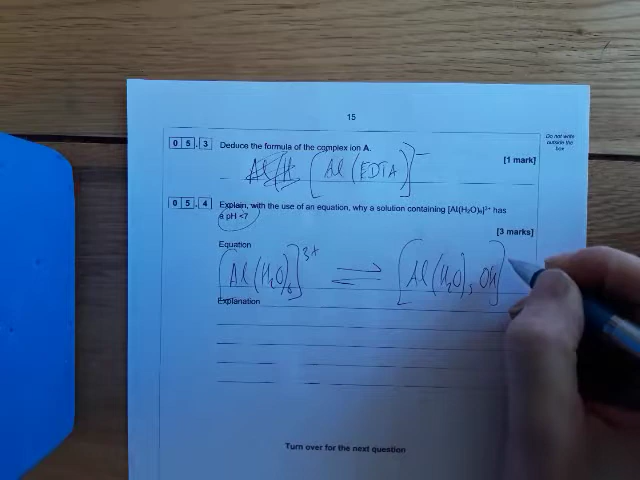 15
Do not write
outside the
box
0 5 . 3 Deduce the formula of the complex ion A.
[1 mark]
[Al(EDTA)]⁻
0 5 . 4 Explain, with the use of an equation, why a solution containing [Al(H₂O)₆]³⁺ has
a pH <7
[3 marks]
Equation
[Al(H₂O)₆]³⁺ ⇌ [Al(H₂O)₅OH]
Explanation
Turn over for the next question